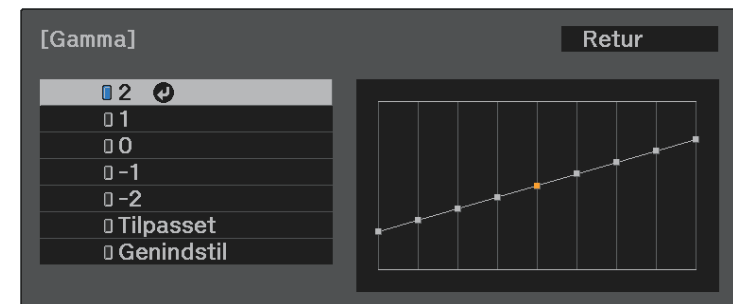 [Gamma]
Retur
2
1
0
-1
-2
Tilpasset
Genindstil